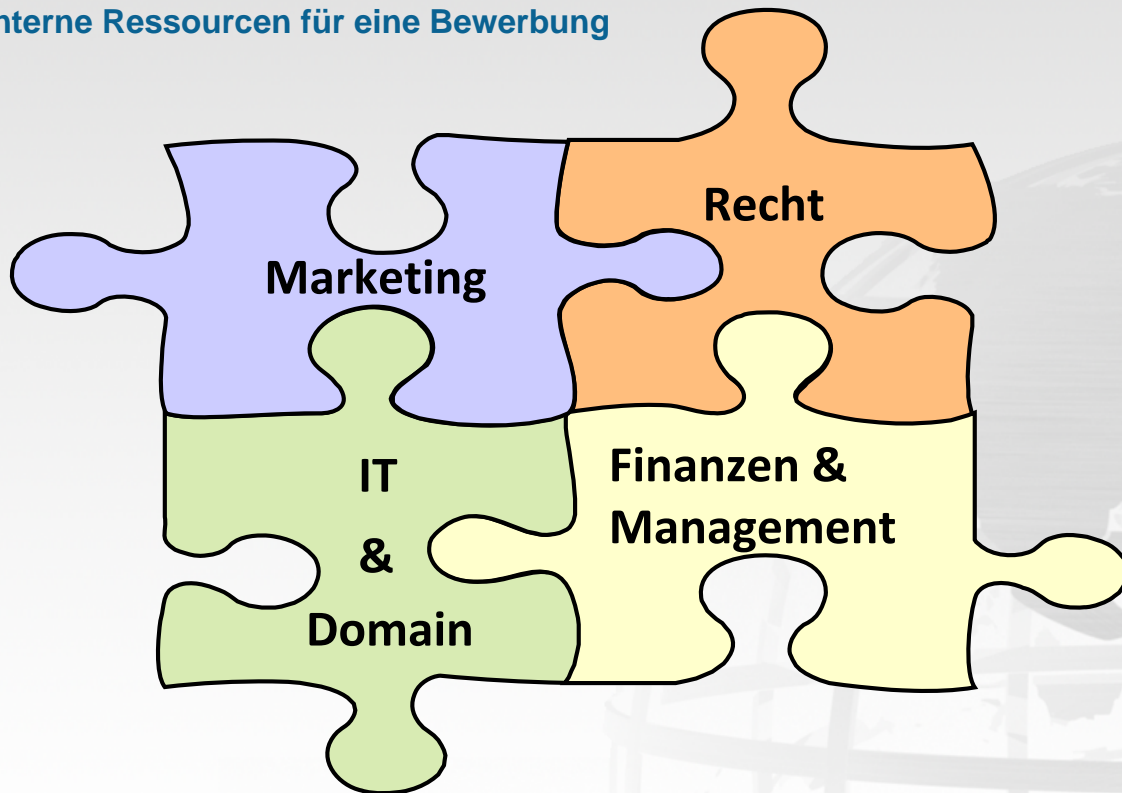 nterne Ressourcen für eine Bewerbung
Recht
Marketing
IT
&
Domain
Finanzen &
Management